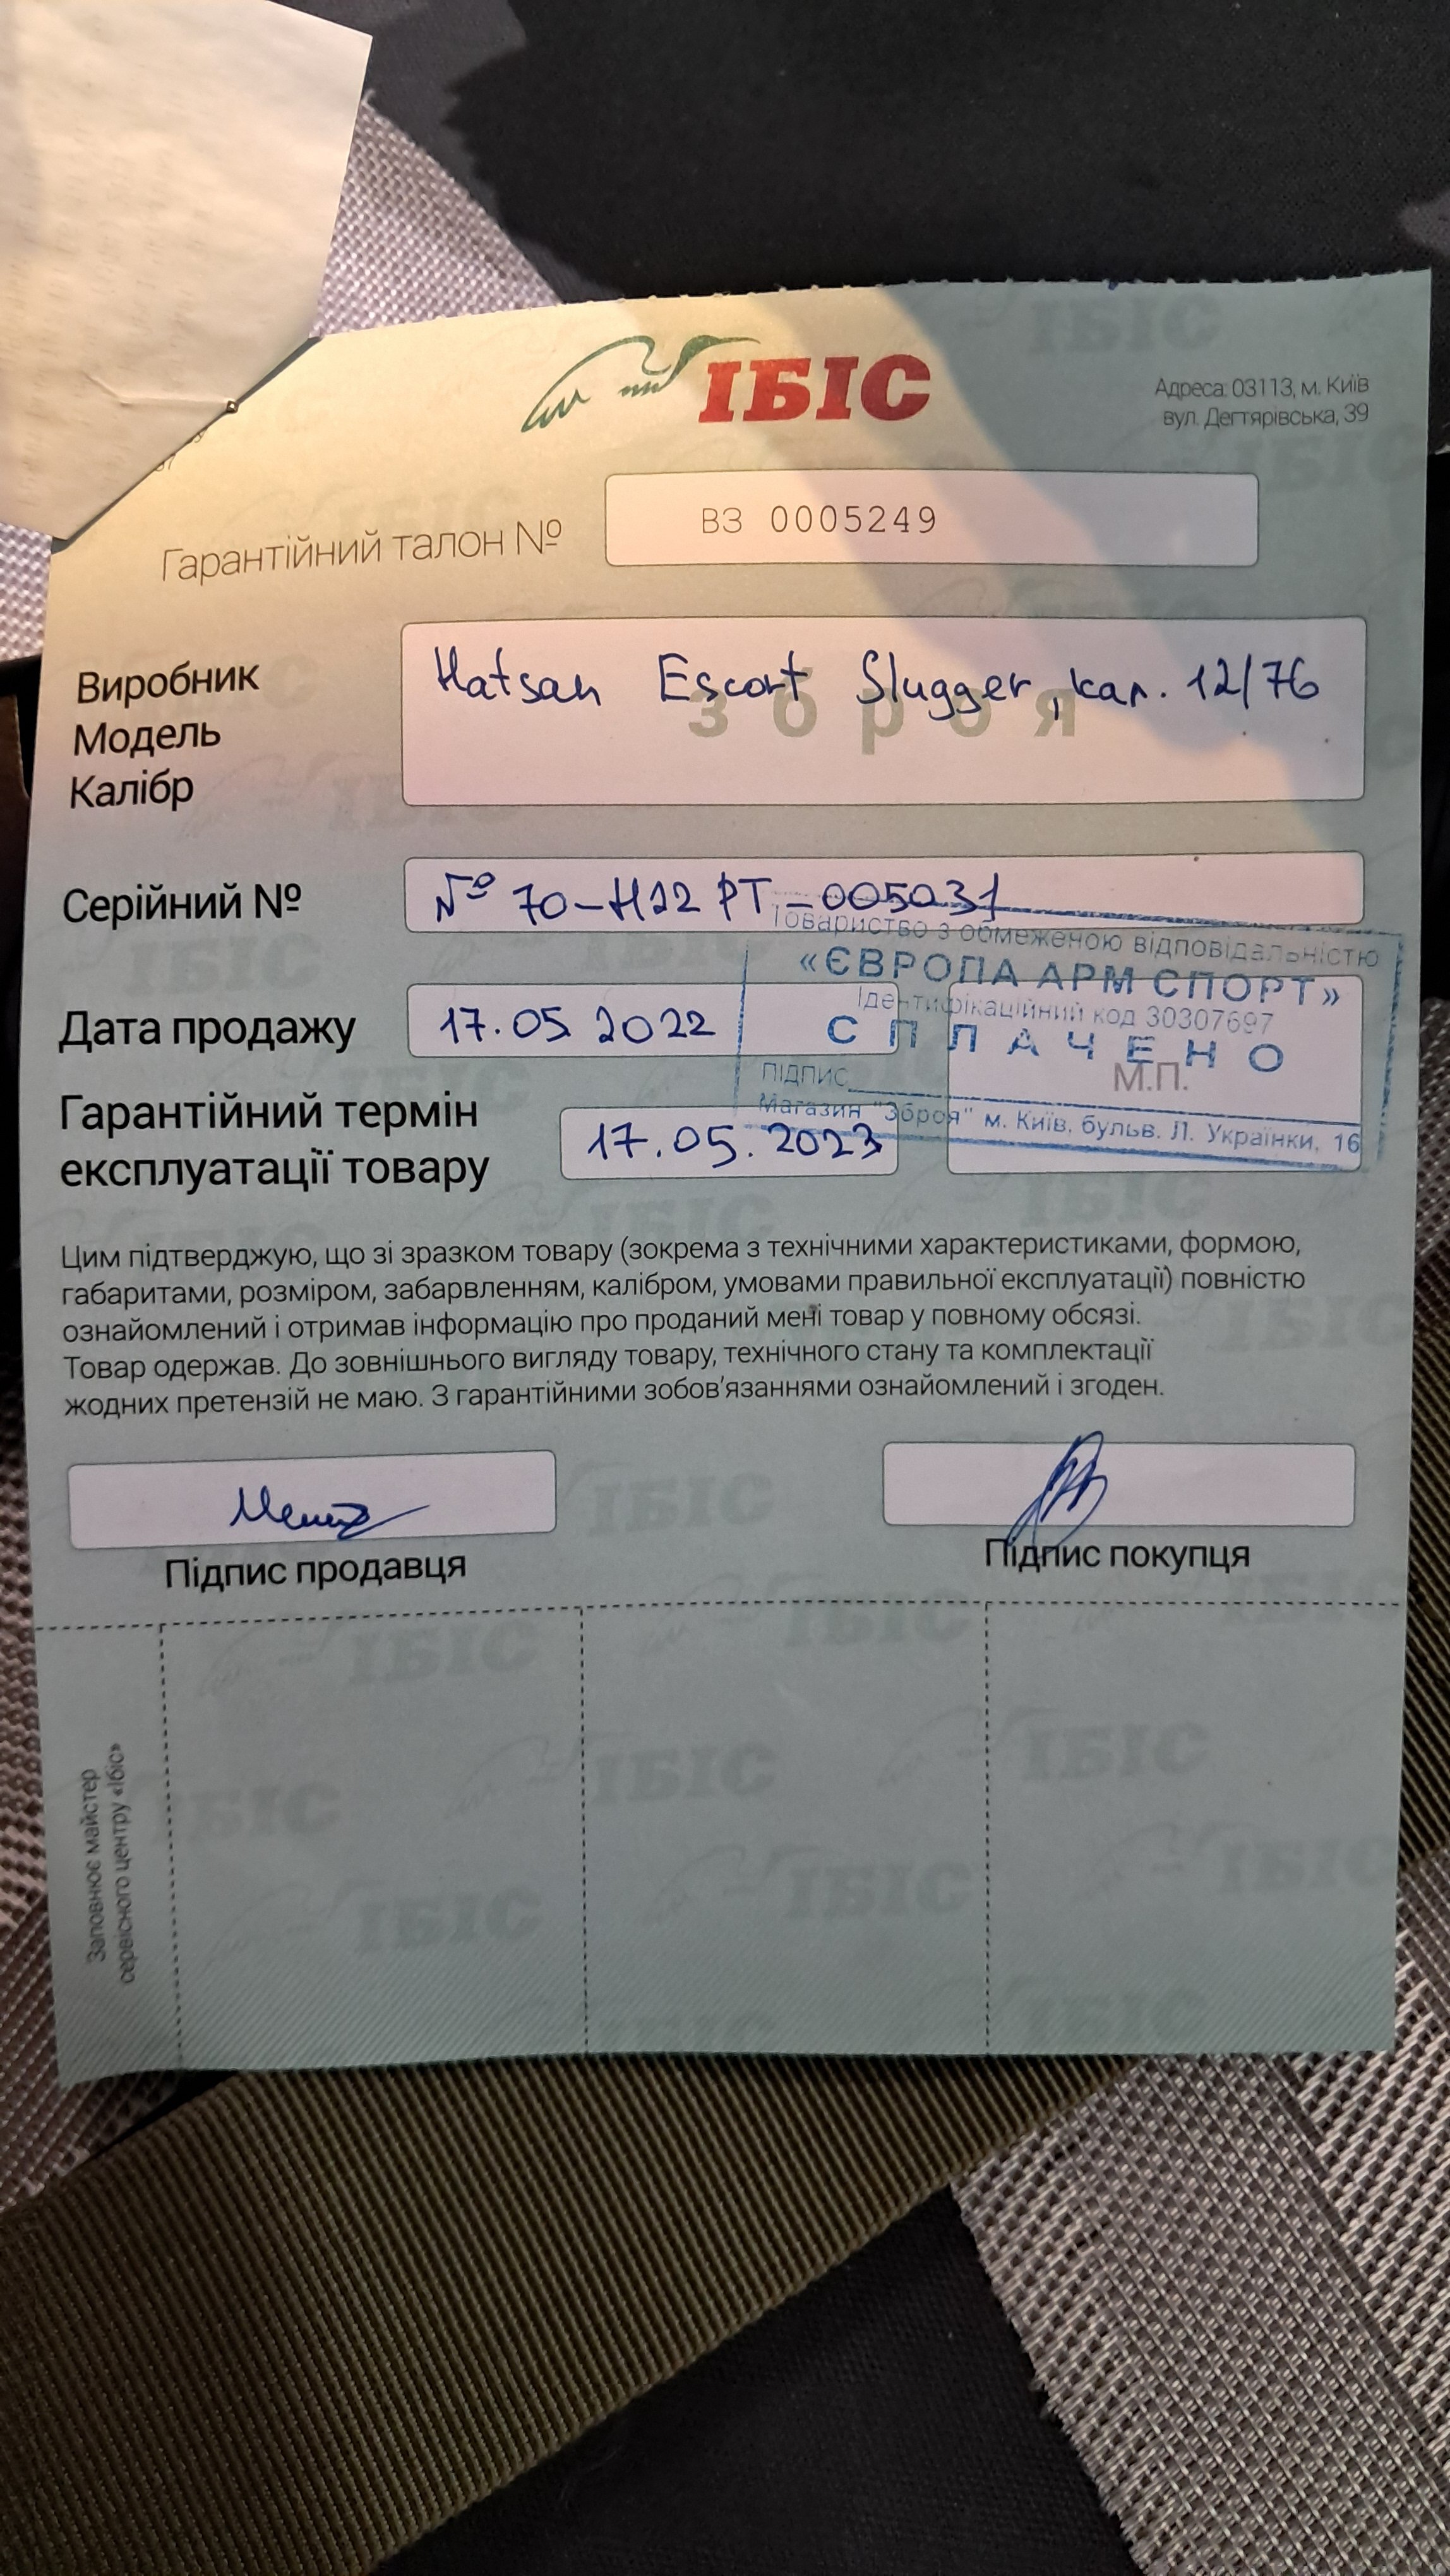 ІБІС
Адреса: 03113, м. Київ
вул. Дегтярівська, 39
Гарантійний талон №
ВЗ 0005249
Виробник
Модель
Калібр
Hatsan Escort Slugger, кал. 12/76
зброя
Серійний №
№ 70-H22 PT-005031
Товариство з обмеженою відповідальністю
«ЄВРОПА АРМ СПОРТ»
Ідентифікаційний код 30307697
СПЛАЧЕНО
Дата продажу
17.05.2022
М.П.
підпис
Магазин "Зброя" м. Київ, бульв. Л. Українки, 16
Гарантійний термін
експлуатації товару
17.05.2023
Цим підтверджую, що зі зразком товару (зокрема з технічними характеристиками, формою,
габаритами, розміром, забарвленням, калібром, умовами правильної експлуатації) повністю
ознайомлений і отримав інформацію про проданий мені товар у повному обсязі.
Товар одержав. До зовнішнього вигляду товару, технічного стану та комплектації
жодних претензій не маю. З гарантійними зобов'язаннями ознайомлений і згоден.
Підпис продавця
Підпис покупця
Заповнює майстер
сервісного центру «Ібіс»